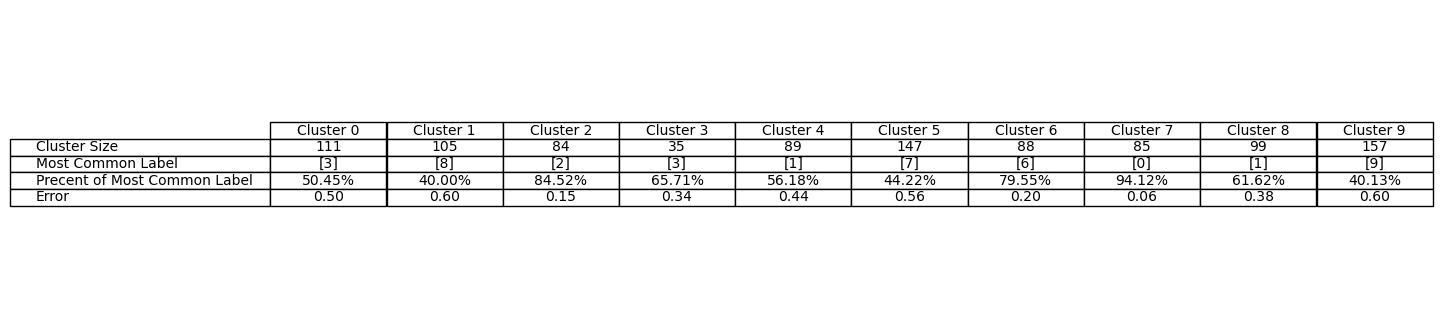 Cluster 0 Cluster 1 Cluster 2 Cluster 3 Cluster 4 Cluster 5 Cluster 6 Cluster 7 Cluster 8 Cluster 9
Cluster Size 111 105 84 35 89 147 88 85 99 157
Most Common Label [3] [8] [2] [3] [1] [7] [6] [0] [1] [9]
Precent of Most Common Label 50.45% 40.00% 84.52% 65.71% 56.18% 44.22% 79.55% 94.12% 61.62% 40.13%
Error 0.50 0.60 0.15 0.34 0.44 0.56 0.20 0.06 0.38 0.60